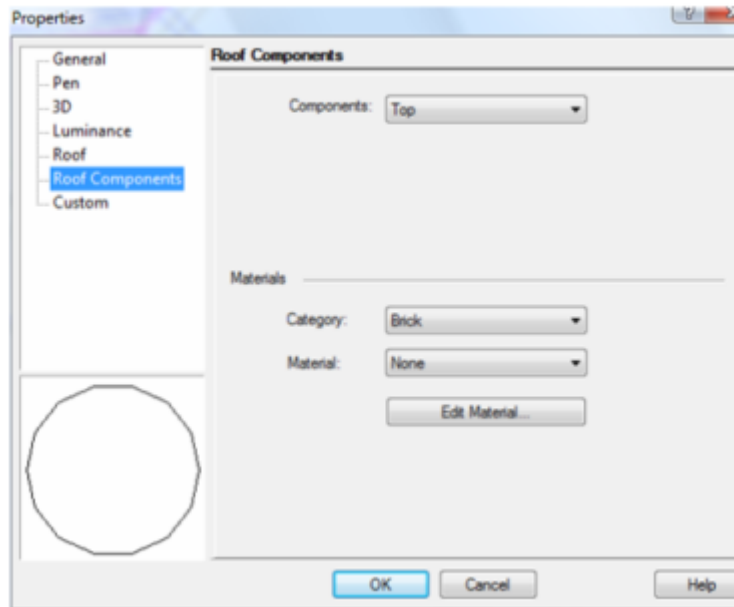 Properties
General
Pen
3D
Luminance
Roof
Roof Components
Custom
Roof Components
Components: Top
Materials
Category: Brick
Material: None
Edit Material...
OK Cancel Help